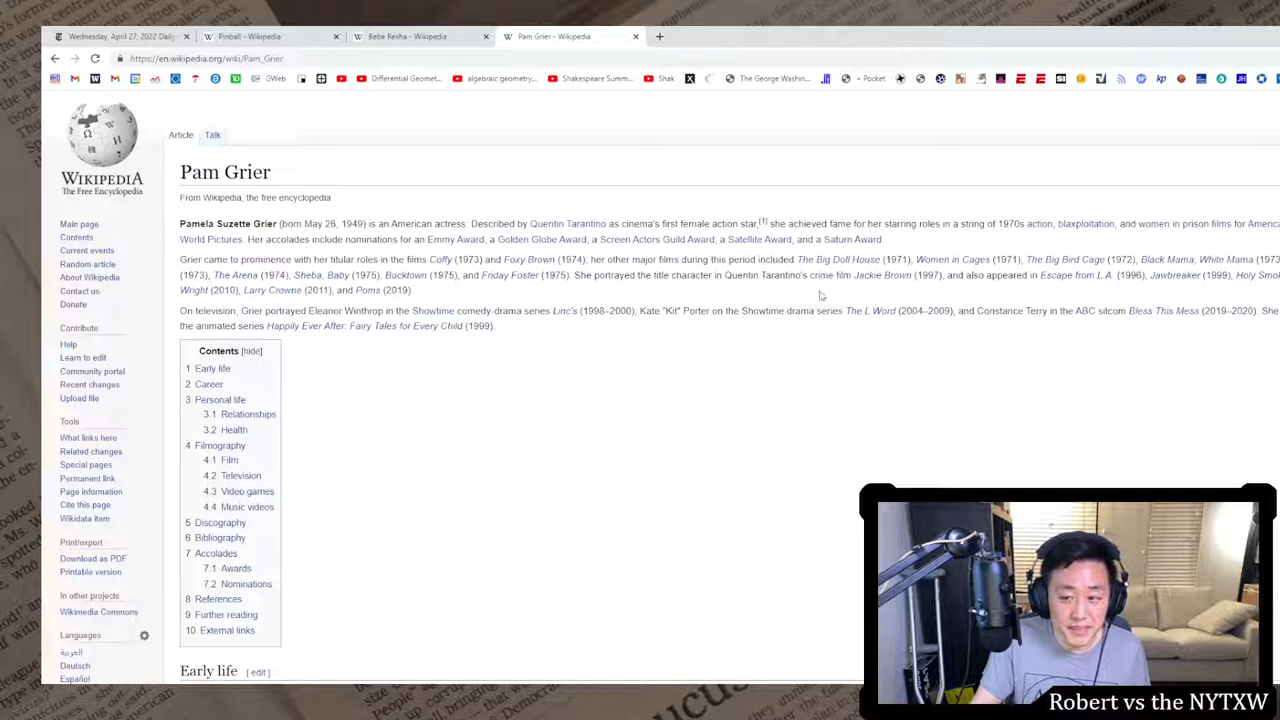 Wednesday, April 27, 2022 Daily
Pinball - Wikipedia
Bebe Rexha - Wikipedia
Pam Grier - Wikipedia
https://en.wikipedia.org/wiki/Pam_Grier
GWeb
Differential Geomet...
algebraic geometry...
Shakespeare Summ...
Shak
The George Washin...
- Pocket
WIKIPEDIA
The Free Encyclopedia
Main page
Contents
Current events
Random article
About Wikipedia
Contact us
Donate
Contribute
Help
Learn to edit
Community portal
Recent changes
Upload file
Tools
What links here
Related changes
Special pages
Permanent link
Page information
Cite this page
Wikidata item
Print/export
Download as PDF
Printable version
In other projects
Wikimedia Commons
Languages
العربية
Deutsch
Español
Article Talk
Pam Grier
From Wikipedia, the free encyclopedia
Pamela Suzette Grier (born May 26, 1949) is an American actress. Described by Quentin Tarantino as cinema's first female action star,[1] she achieved fame for her starring roles in a string of 1970s action, blaxploitation, and women in prison films for America
World Pictures. Her accolades include nominations for an Emmy Award, a Golden Globe Award, a Screen Actors Guild Award, a Satellite Award, and a Saturn Award.
Grier came to prominence with her titular roles in the films Coffy (1973) and Foxy Brown (1974); her other major films during this period included The Big Doll House (1971), Women in Cages (1971), The Big Bird Cage (1972), Black Mama, White Mama (1973
(1973), The Arena (1974), Sheba, Baby (1975), Bucktown (1975), and Friday Foster (1975). She portrayed the title character in Quentin Tarantino's crime film Jackie Brown (1997), and also appeared in Escape from L.A. (1996), Jawbreaker (1999), Holy Smok
Wright (2010), Larry Crowne (2011), and Poms (2019).
On television, Grier portrayed Eleanor Winthrop in the Showtime comedy-drama series Linc's (1998–2000), Kate "Kit" Porter on the Showtime drama series The L Word (2004–2009), and Constance Terry in the ABC sitcom Bless This Mess (2019–2020). She
the animated series Happily Ever After: Fairy Tales for Every Child (1999).
Contents [hide]
1 Early life
2 Career
3 Personal life
3.1 Relationships
3.2 Health
4 Filmography
4.1 Film
4.2 Television
4.3 Video games
4.4 Music videos
5 Discography
6 Bibliography
7 Accolades
7.1 Awards
7.2 Nominations
8 References
9 Further reading
10 External links
Early life [ edit ]
Robert vs the NYTXW